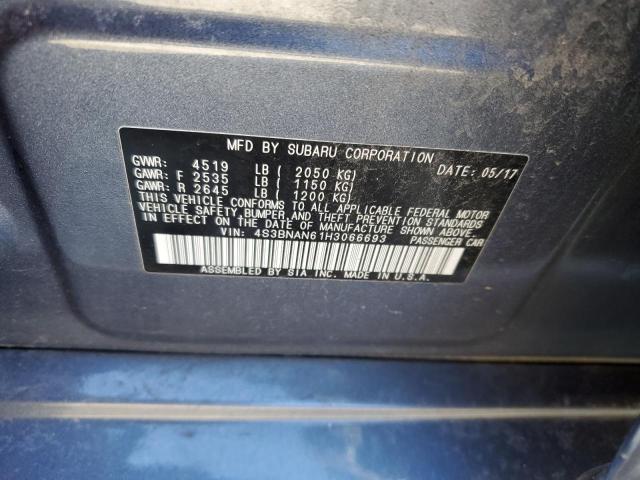 MFD BY SUBARU CORPORATION
GVWR: 4519 LB ( 2050 KG) DATE: 05/17
GAWR: F 2535 LB ( 1150 KG)
GAWR: R 2645 LB ( 1200 KG)
THIS VEHICLE CONFORMS TO ALL APPLICABLE FEDERAL MOTOR
VEHICLE SAFETY, BUMPER, AND THEFT PREVENTION STANDARDS
IN EFFECT ON THE DATE OF MANUFACTURE SHOWN ABOVE.
VIN: 4S3BNAN61H3066693 PASSENGER CAR
ASSEMBLED BY SIA INC. MADE IN U.S.A.